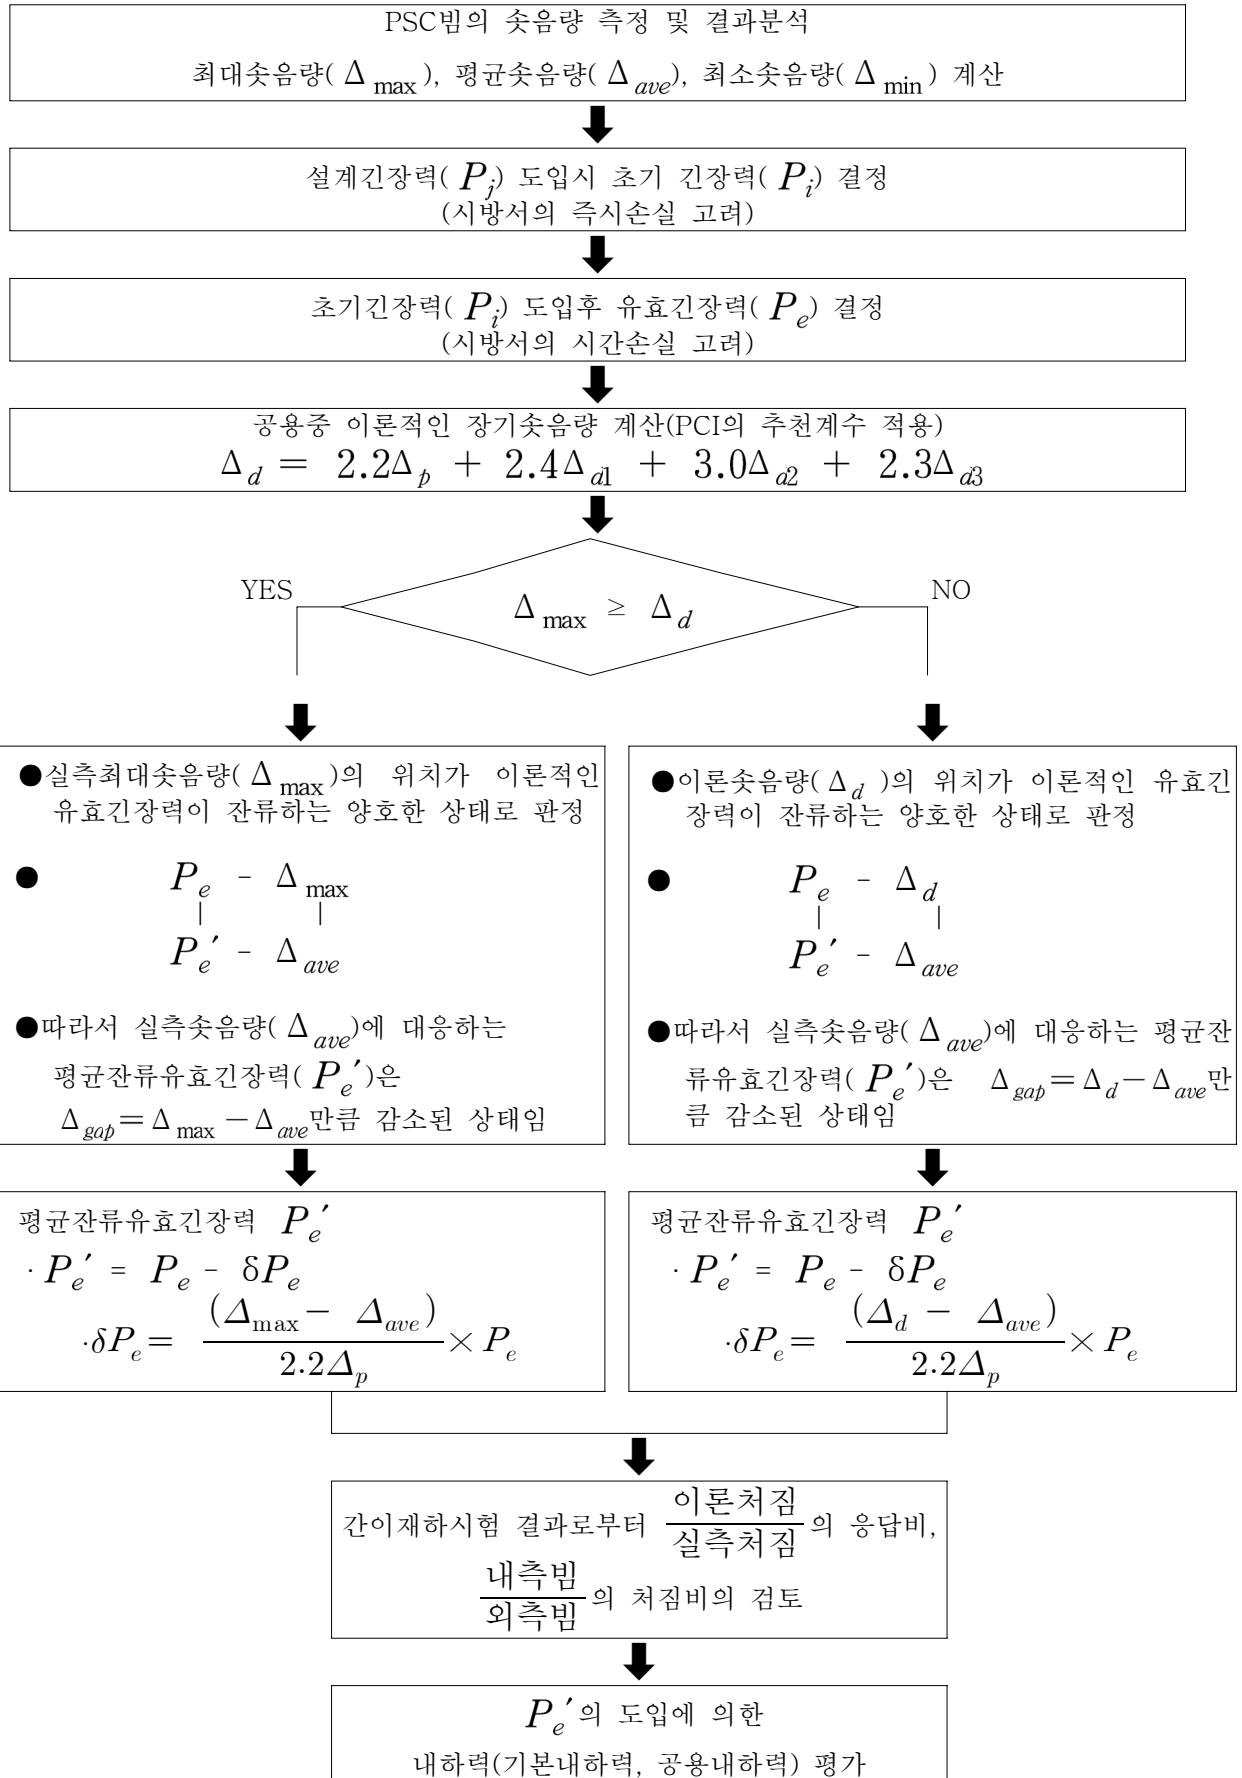 PSC빔의 솟음량 측정 및 결과분석
최대솟음량( Δ max), 평균솟음량( Δ ave), 최소솟음량( Δ min) 계산
설계긴장력( Pj) 도입시 초기 긴장력( Pi) 결정
(시방서의 즉시손실 고려)
초기긴장력( Pi) 도입후 유효긴장력( Pe) 결정
(시방서의 시간손실 고려)
공용중 이론적인 장기솟음량 계산(PCI의 추천계수 적용)
Δd = 2.2Δp + 2.4Δd1 + 3.0Δd2 + 2.3Δd3
YES
NO
Δ max ≥ Δ d
●실측최대솟음량( Δ max)의 위치가 이론적인
유효긴장력이 잔류하는 양호한 상태로 판정
● Pe - Δ max
| |
Pe′ - Δ ave
●따라서 실측솟음량( Δ ave)에 대응하는
평균잔류유효긴장력( Pe′)은
Δ gap = Δ max − Δ ave만큼 감소된 상태임
●이론솟음량( Δ d )의 위치가 이론적인 유효긴
장력이 잔류하는 양호한 상태로 판정
● Pe - Δ d
| |
Pe′ - Δ ave
●따라서 실측솟음량( Δ ave)에 대응하는 평균잔
류유효긴장력( Pe′)은 Δ gap = Δ d − Δ ave만
큼 감소된 상태임
평균잔류유효긴장력 Pe′
· Pe′ = Pe - δPe
·δPe = (Δmax − Δave) / 2.2Δp × Pe
평균잔류유효긴장력 Pe′
· Pe′ = Pe - δPe
·δPe = (Δd − Δave) / 2.2Δp × Pe
간이재하시험 결과로부터 이론처짐 / 실측처짐 의 응답비,
내측빔 / 외측빔 의 처짐비의 검토
Pe′의 도입에 의한
내하력(기본내하력, 공용내하력) 평가